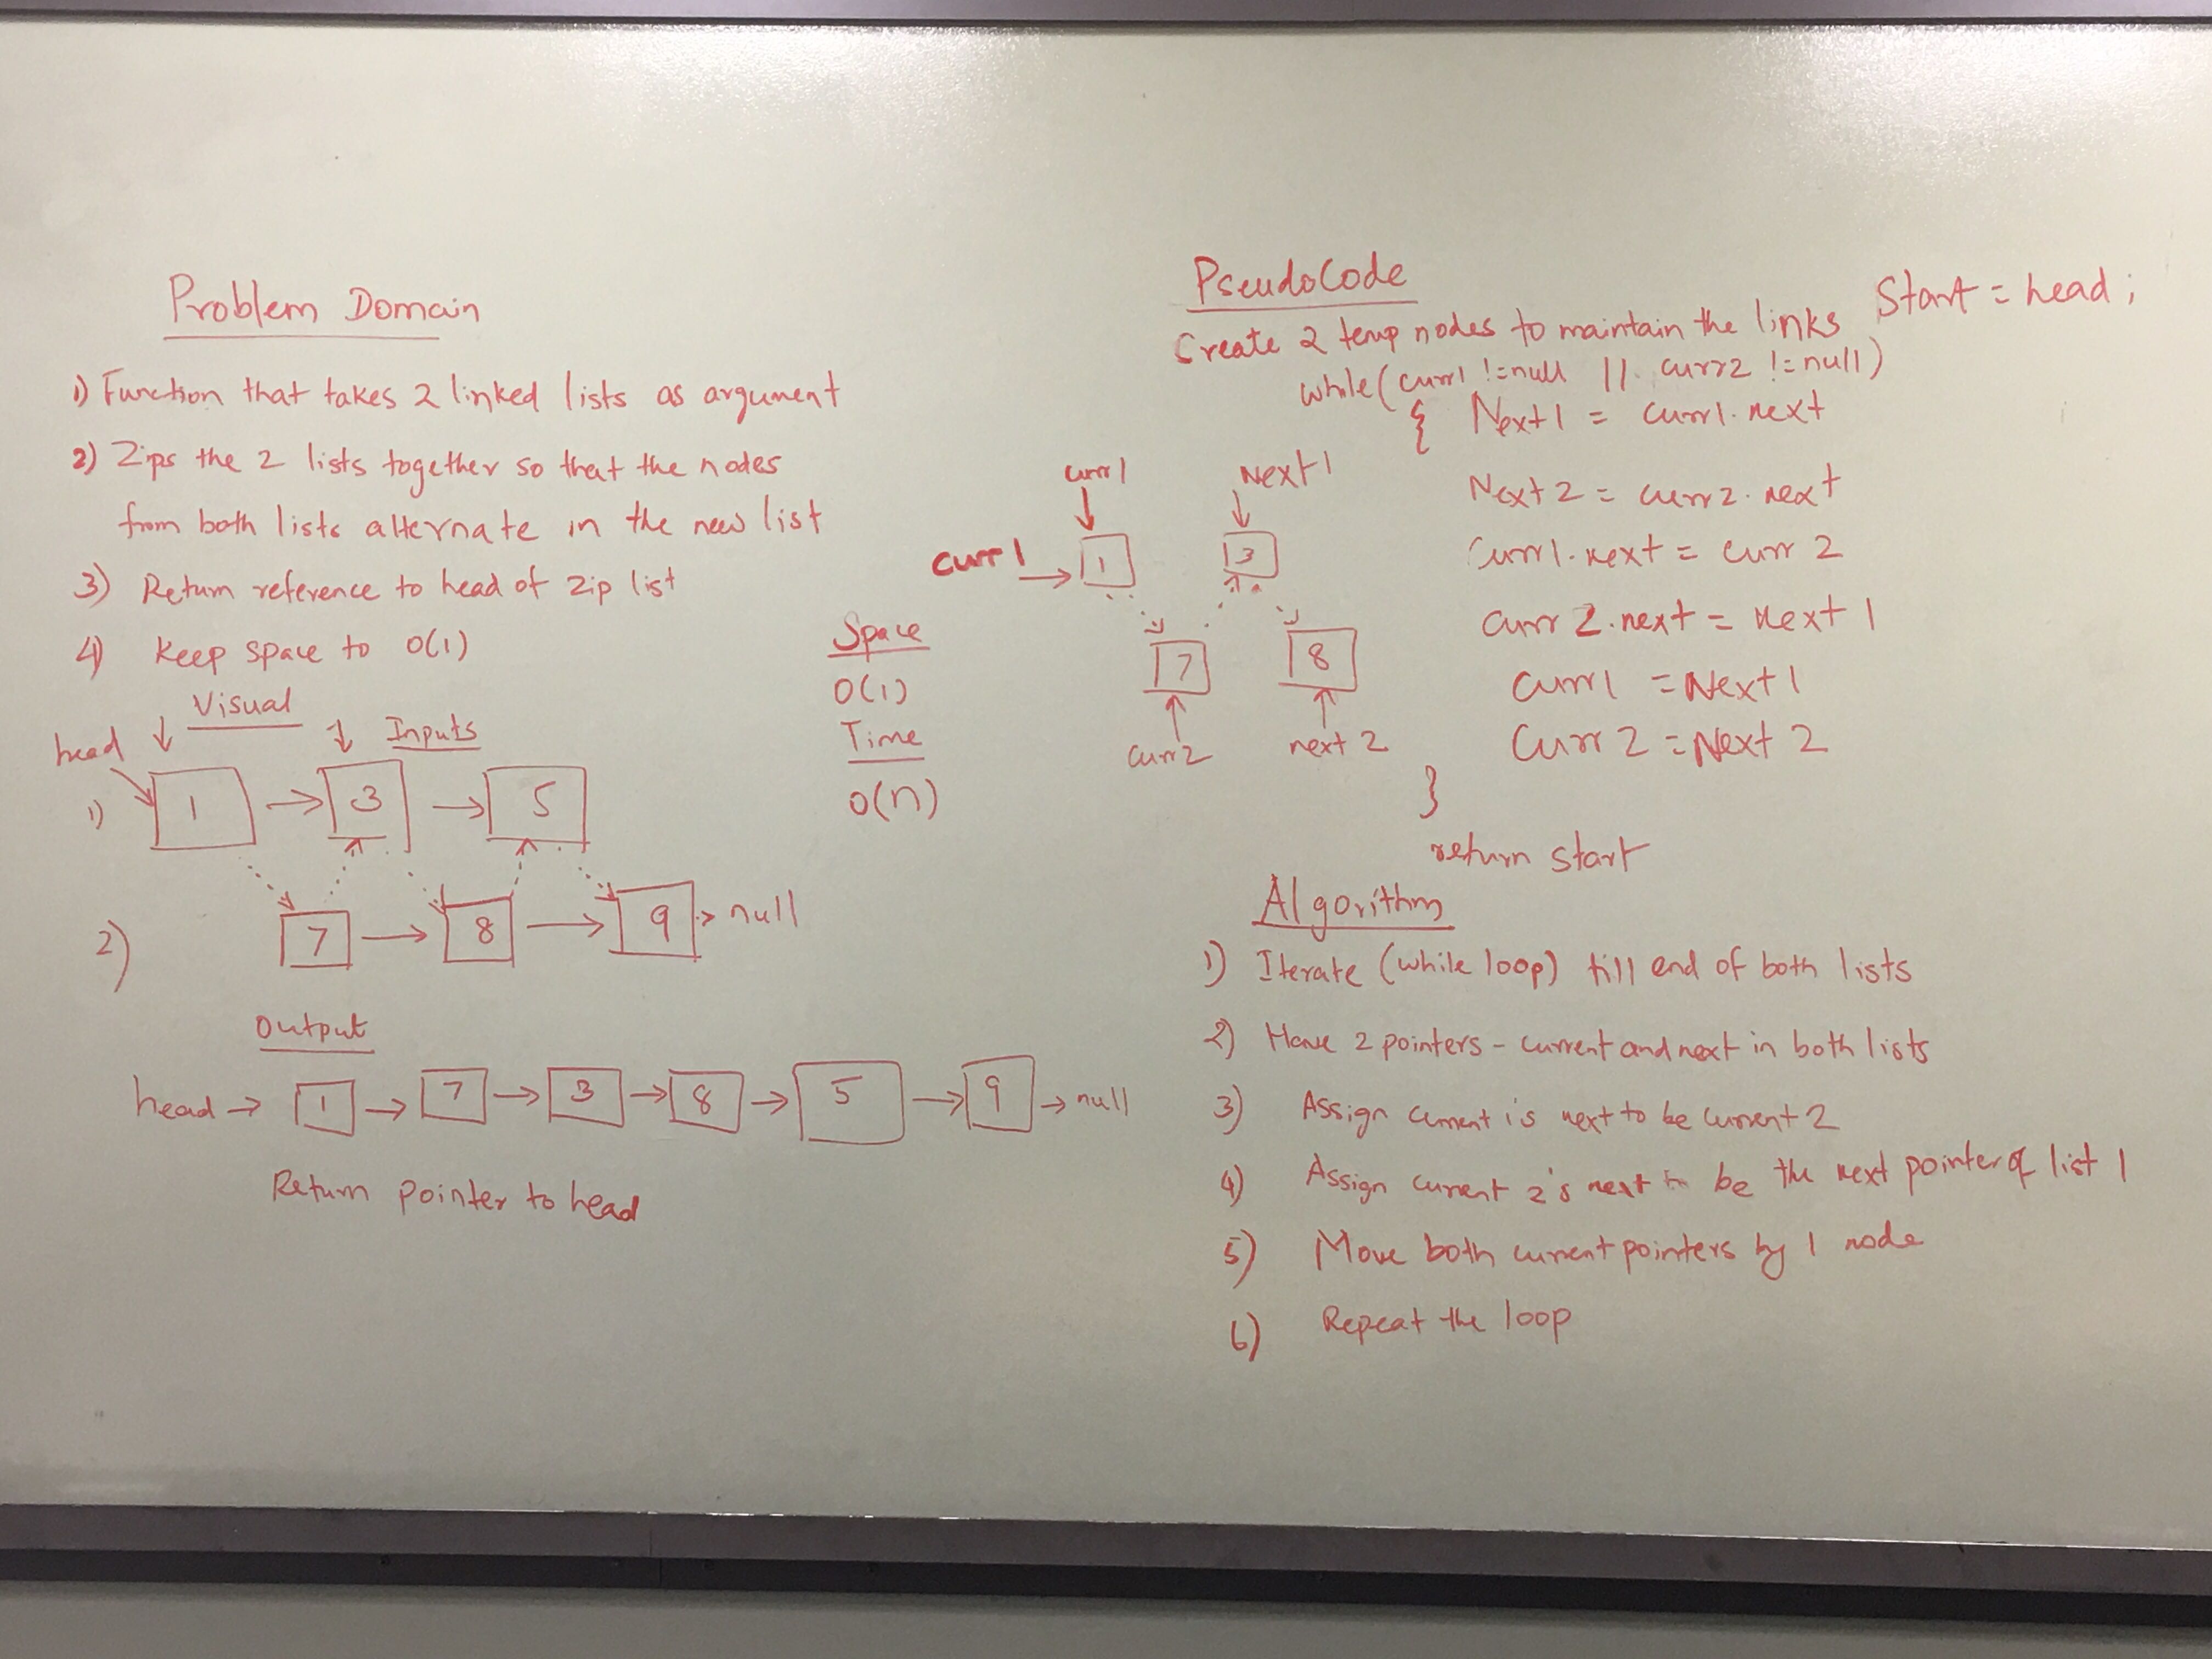 Problem Domain
1) Function that takes 2 linked lists as argument
2) Zips the 2 lists together so that the nodes
from both lists alternate in the new list
3) Return reference to head of zip list
4) Keep space to O(1)
Visual
head
Inputs
1) 1 3 5
2) 7 8 9 null
Output
head 1 7 3 8 5 9 null
Return pointer to head
Space
O(1)
Time
O(n)
curr1 Next1
curr1 1 3
7 8
curr2 next 2
PseudoCode
Start = head;
Create 2 temp nodes to maintain the links
while(curr1 != null || curr2 != null)
{ Next1 = curr1.next
Next2 = curr2.next
Curr1.next = curr 2
curr 2.next = Next 1
Curr1 = Next1
Curr 2 = Next 2
}
return start
Algorithm
1) Iterate (while loop) till end of both lists
2) Have 2 pointers - current and next in both lists
3) Assign current 1's next to be current 2
4) Assign current 2's next to be the next pointer of list 1
5) Move both current pointers by 1 node
6) Repeat the loop